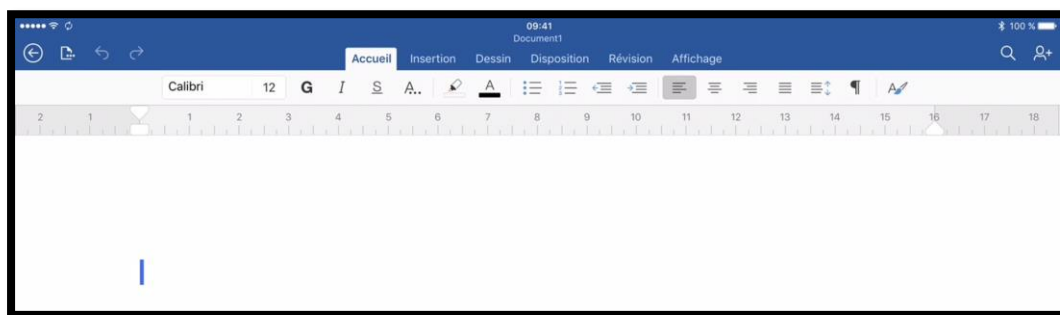 09:41
100 %
Document1
Accueil Insertion Dessin Disposition Révision Affichage
Calibri 12 G I S A.. A A
2 1 1 2 3 4 5 6 7 8 9 10 11 12 13 14 15 16 17 18